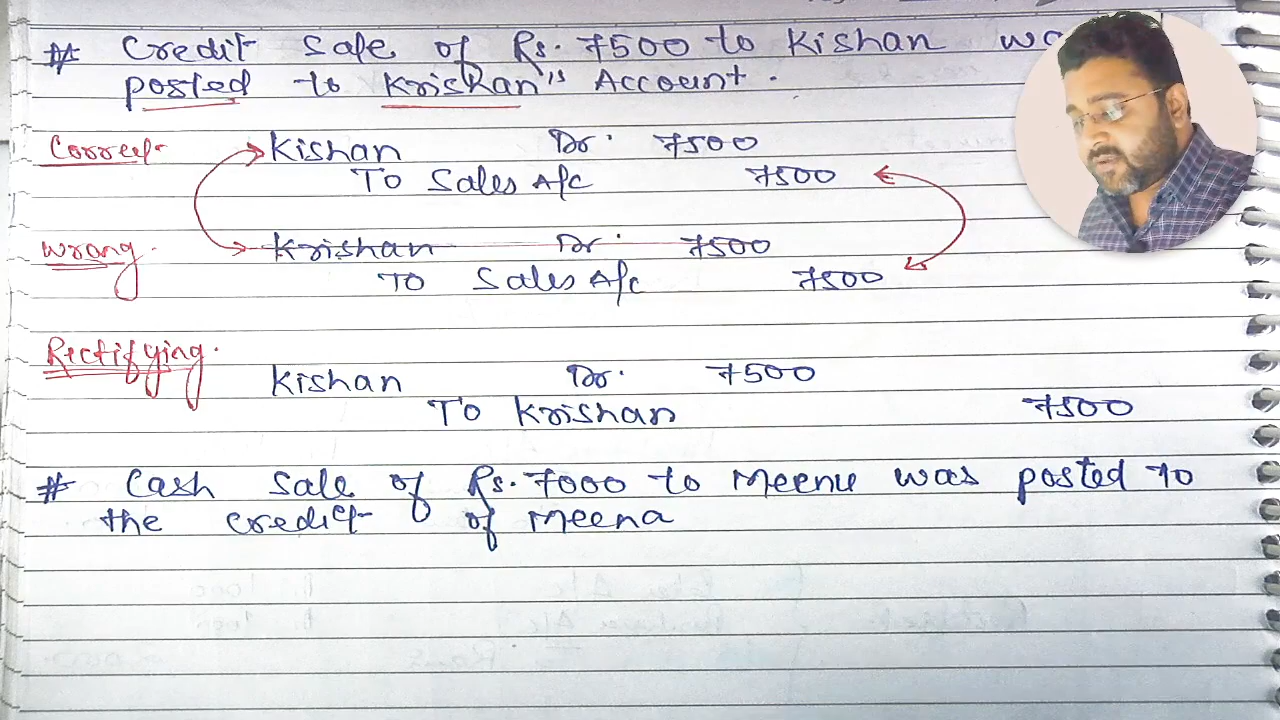 # Credit Sale of Rs. 7500 to Kishan
posted to Krishan's Account.
Correct Kishan Dr. 7500
To Sales A/c 7500
Wrong. Krishan Dr. 7500
TO Sales A/c 7500
Rectifying.
Kishan Dr. 7500
TO Krishan 7500
# Cash Sale of Rs. 7000 to Meenu was posted to
the credit of Meena